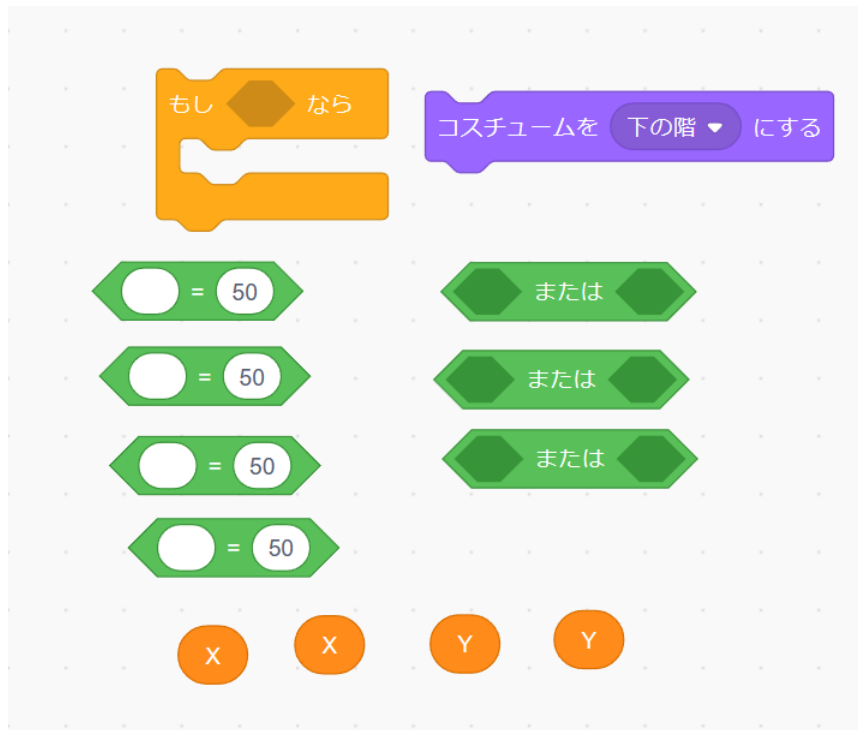 もし なら
コスチュームを 下の階 にする
= 50
または
= 50
または
= 50
または
= 50
X X Y Y